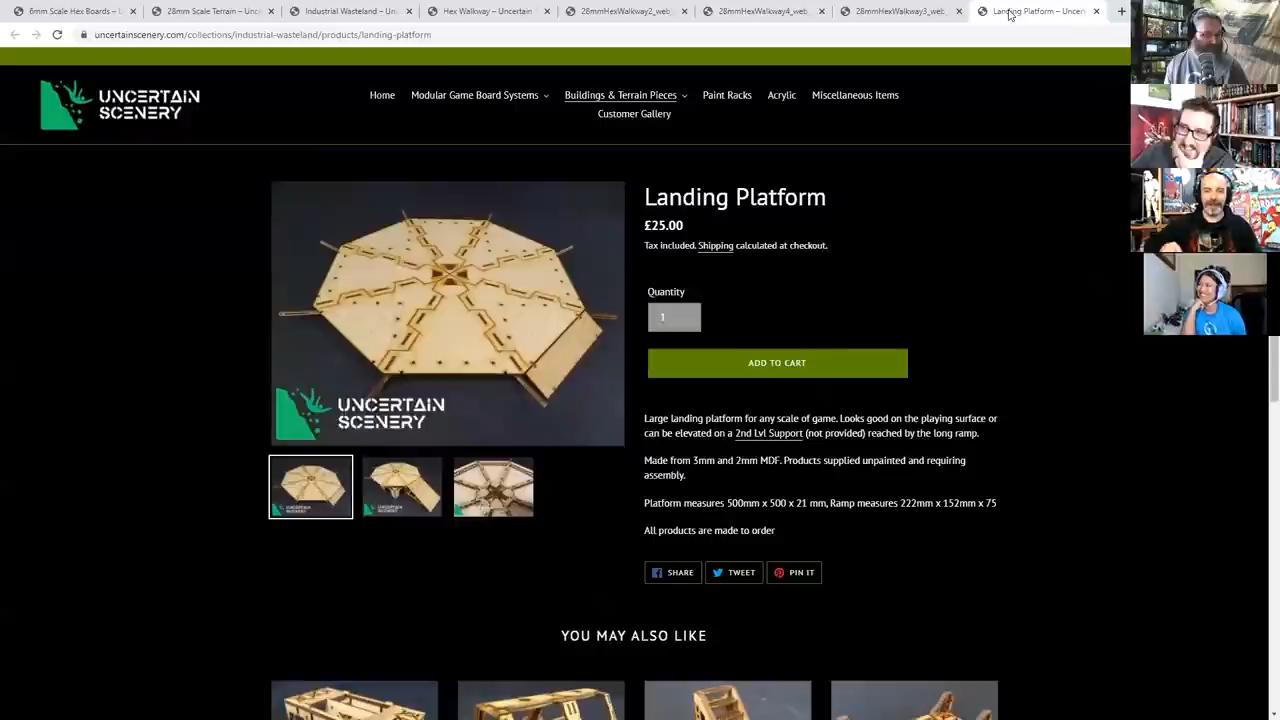 6mm Scale Hex Boards – U
28mm Scale Terrain – Uncert
Industrial Wasteland – Unc
Hex Walkway – Uncertain
28mmHexWalkway2_web_
28mmHexWalkway4_web_
28mmHexWalkway3_web_
Landing Platform – Uncert
uncertainscenery.com/collections/industrial-wasteland/products/landing-platform
UNCERTAIN
SCENERY
Home
Modular Game Board Systems
Buildings & Terrain Pieces
Paint Racks
Acrylic
Miscellaneous Items
Customer Gallery
Landing Platform
£25.00
Tax included. Shipping calculated at checkout.
Quantity
1
ADD TO CART
Large landing platform for any scale of game. Looks good on the playing surface or
can be elevated on a 2nd Lvl Support (not provided) reached by the long ramp.
Made from 3mm and 2mm MDF. Products supplied unpainted and requiring
assembly.
Platform measures 500mm x 500 x 21 mm, Ramp measures 222mm x 152mm x 75
All products are made to order
SHARE
TWEET
PIN IT
UNCERTAIN
SCENERY
YOU MAY ALSO LIKE